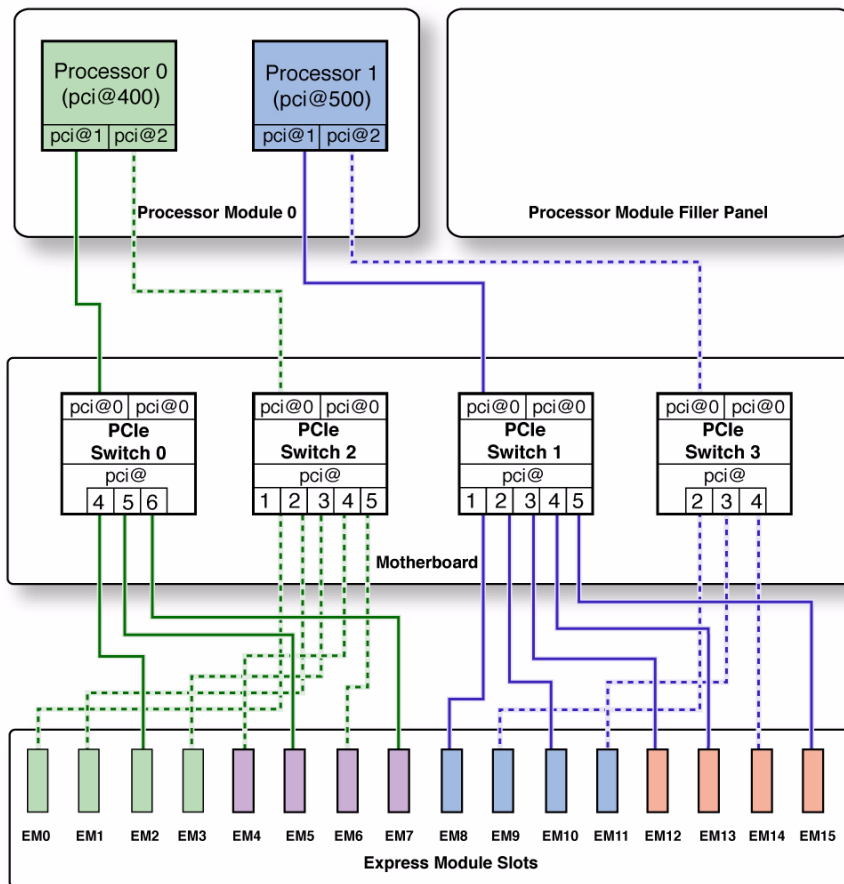 Processor 0
(pci@400)
pci@1 pci@2
Processor 1
(pci@500)
pci@1 pci@2
Processor Module 0
Processor Module Filler Panel
pci@0 pci@0
PCIe
Switch 0
pci@
4 5 6
pci@0 pci@0
PCIe
Switch 2
pci@
1 2 3 4 5
pci@0 pci@0
PCIe
Switch 1
pci@
1 2 3 4 5
pci@0 pci@0
PCIe
Switch 3
pci@
2 3 4
Motherboard
EM0 EM1 EM2 EM3 EM4 EM5 EM6 EM7 EM8 EM9 EM10 EM11 EM12 EM13 EM14 EM15
Express Module Slots